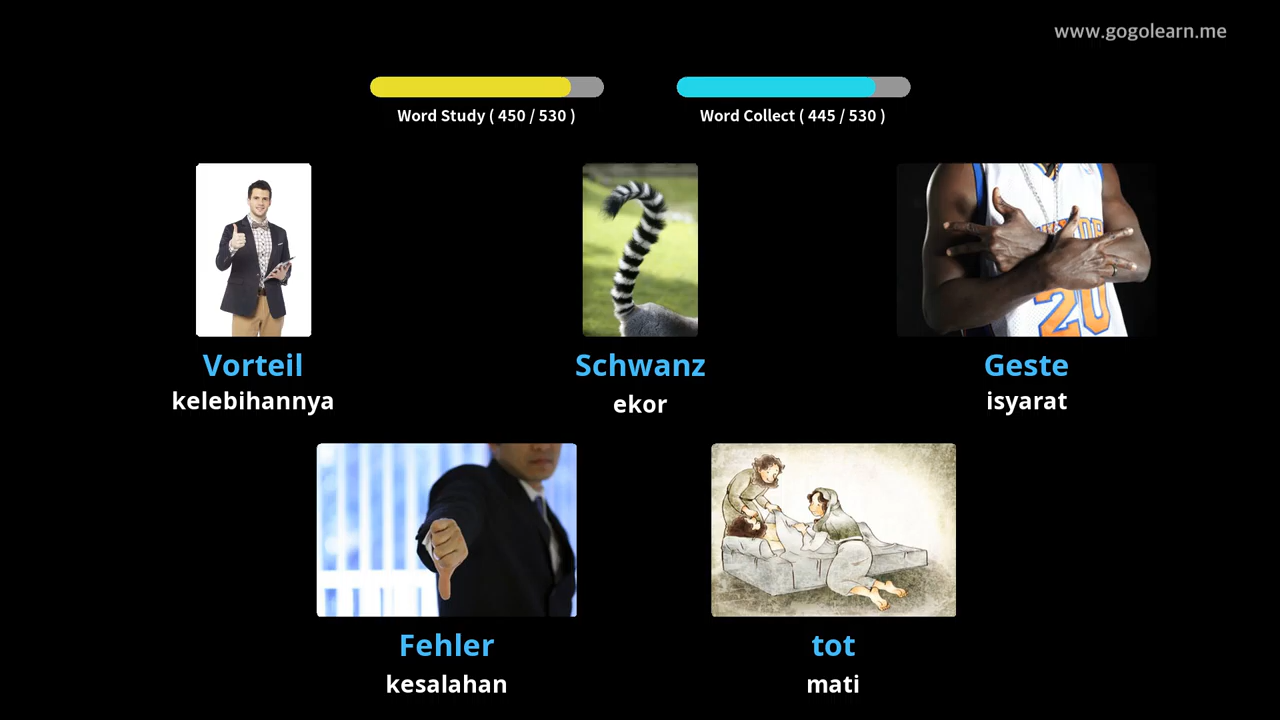 www.gogolearn.me
Word Study ( 450 / 530 )
Word Collect ( 445 / 530 )
Vorteil
kelebihannya
Schwanz
ekor
Geste
isyarat
20
Fehler
kesalahan
tot
mati